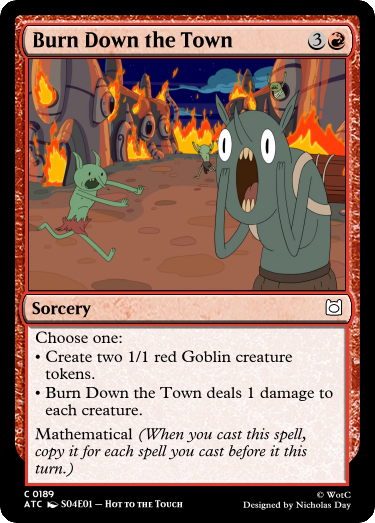 Burn Down the Town 3
Sorcery
Choose one:
• Create two 1/1 red Goblin creature
tokens.
• Burn Down the Town deals 1 damage to
each creature.
Mathematical (When you cast this spell,
copy it for each spell you cast before it this
turn.)
C 0189 © WotC
ATC S04E01 – Hot to the Touch Designed by Nicholas Day